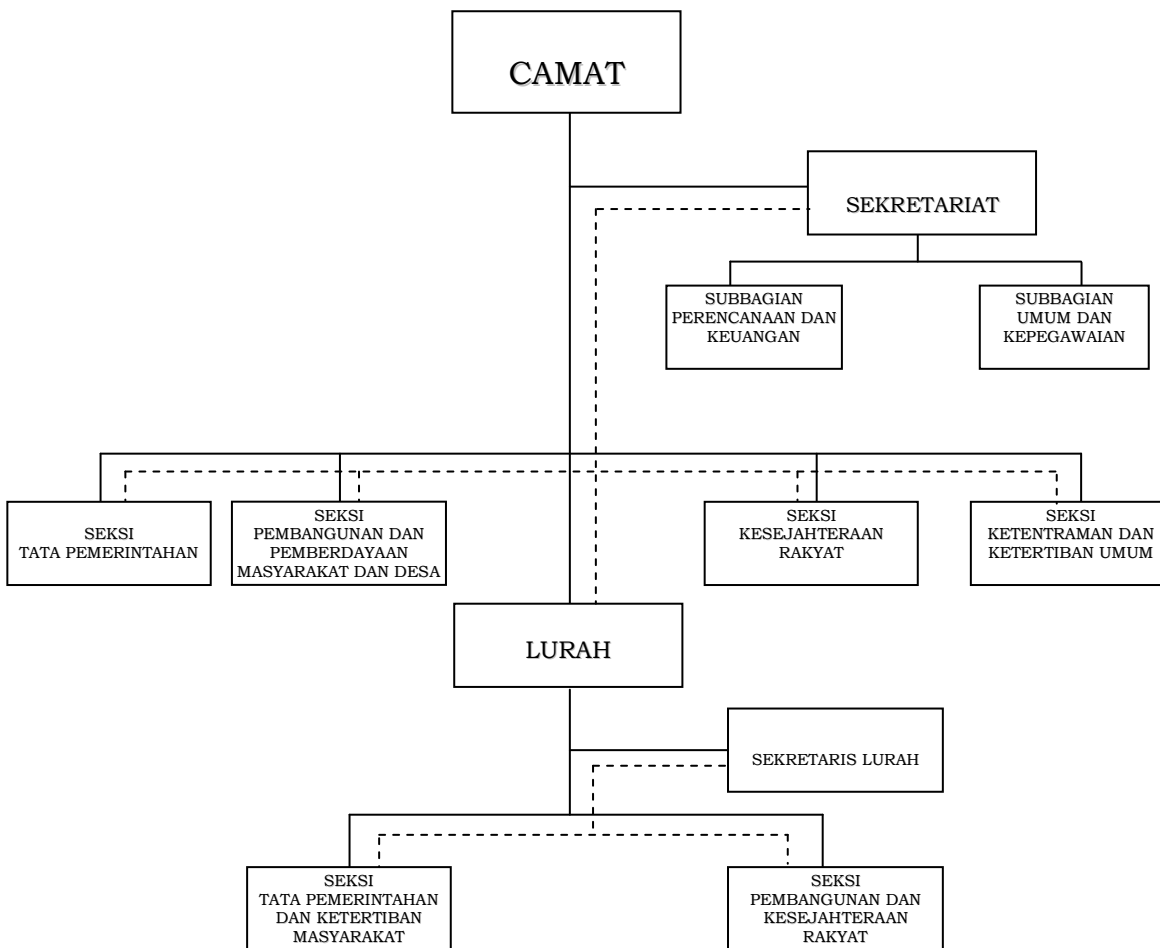 CAMAT
SEKRETARIAT
SUBBAGIAN
PERENCANAAN DAN
KEUANGAN
SUBBAGIAN
UMUM DAN
KEPEGAWAIAN
SEKSI
TATA PEMERINTAHAN
SEKSI
PEMBANGUNAN DAN
PEMBERDAYAAN
MASYARAKAT DAN DESA
SEKSI
KESEJAHTERAAN
RAKYAT
SEKSI
KETENTRAMAN DAN
KETERTIBAN UMUM
LURAH
SEKRETARIS LURAH
SEKSI
TATA PEMERINTAHAN
DAN KETERTIBAN
MASYARAKAT
SEKSI
PEMBANGUNAN DAN
KESEJAHTERAAN
RAKYAT